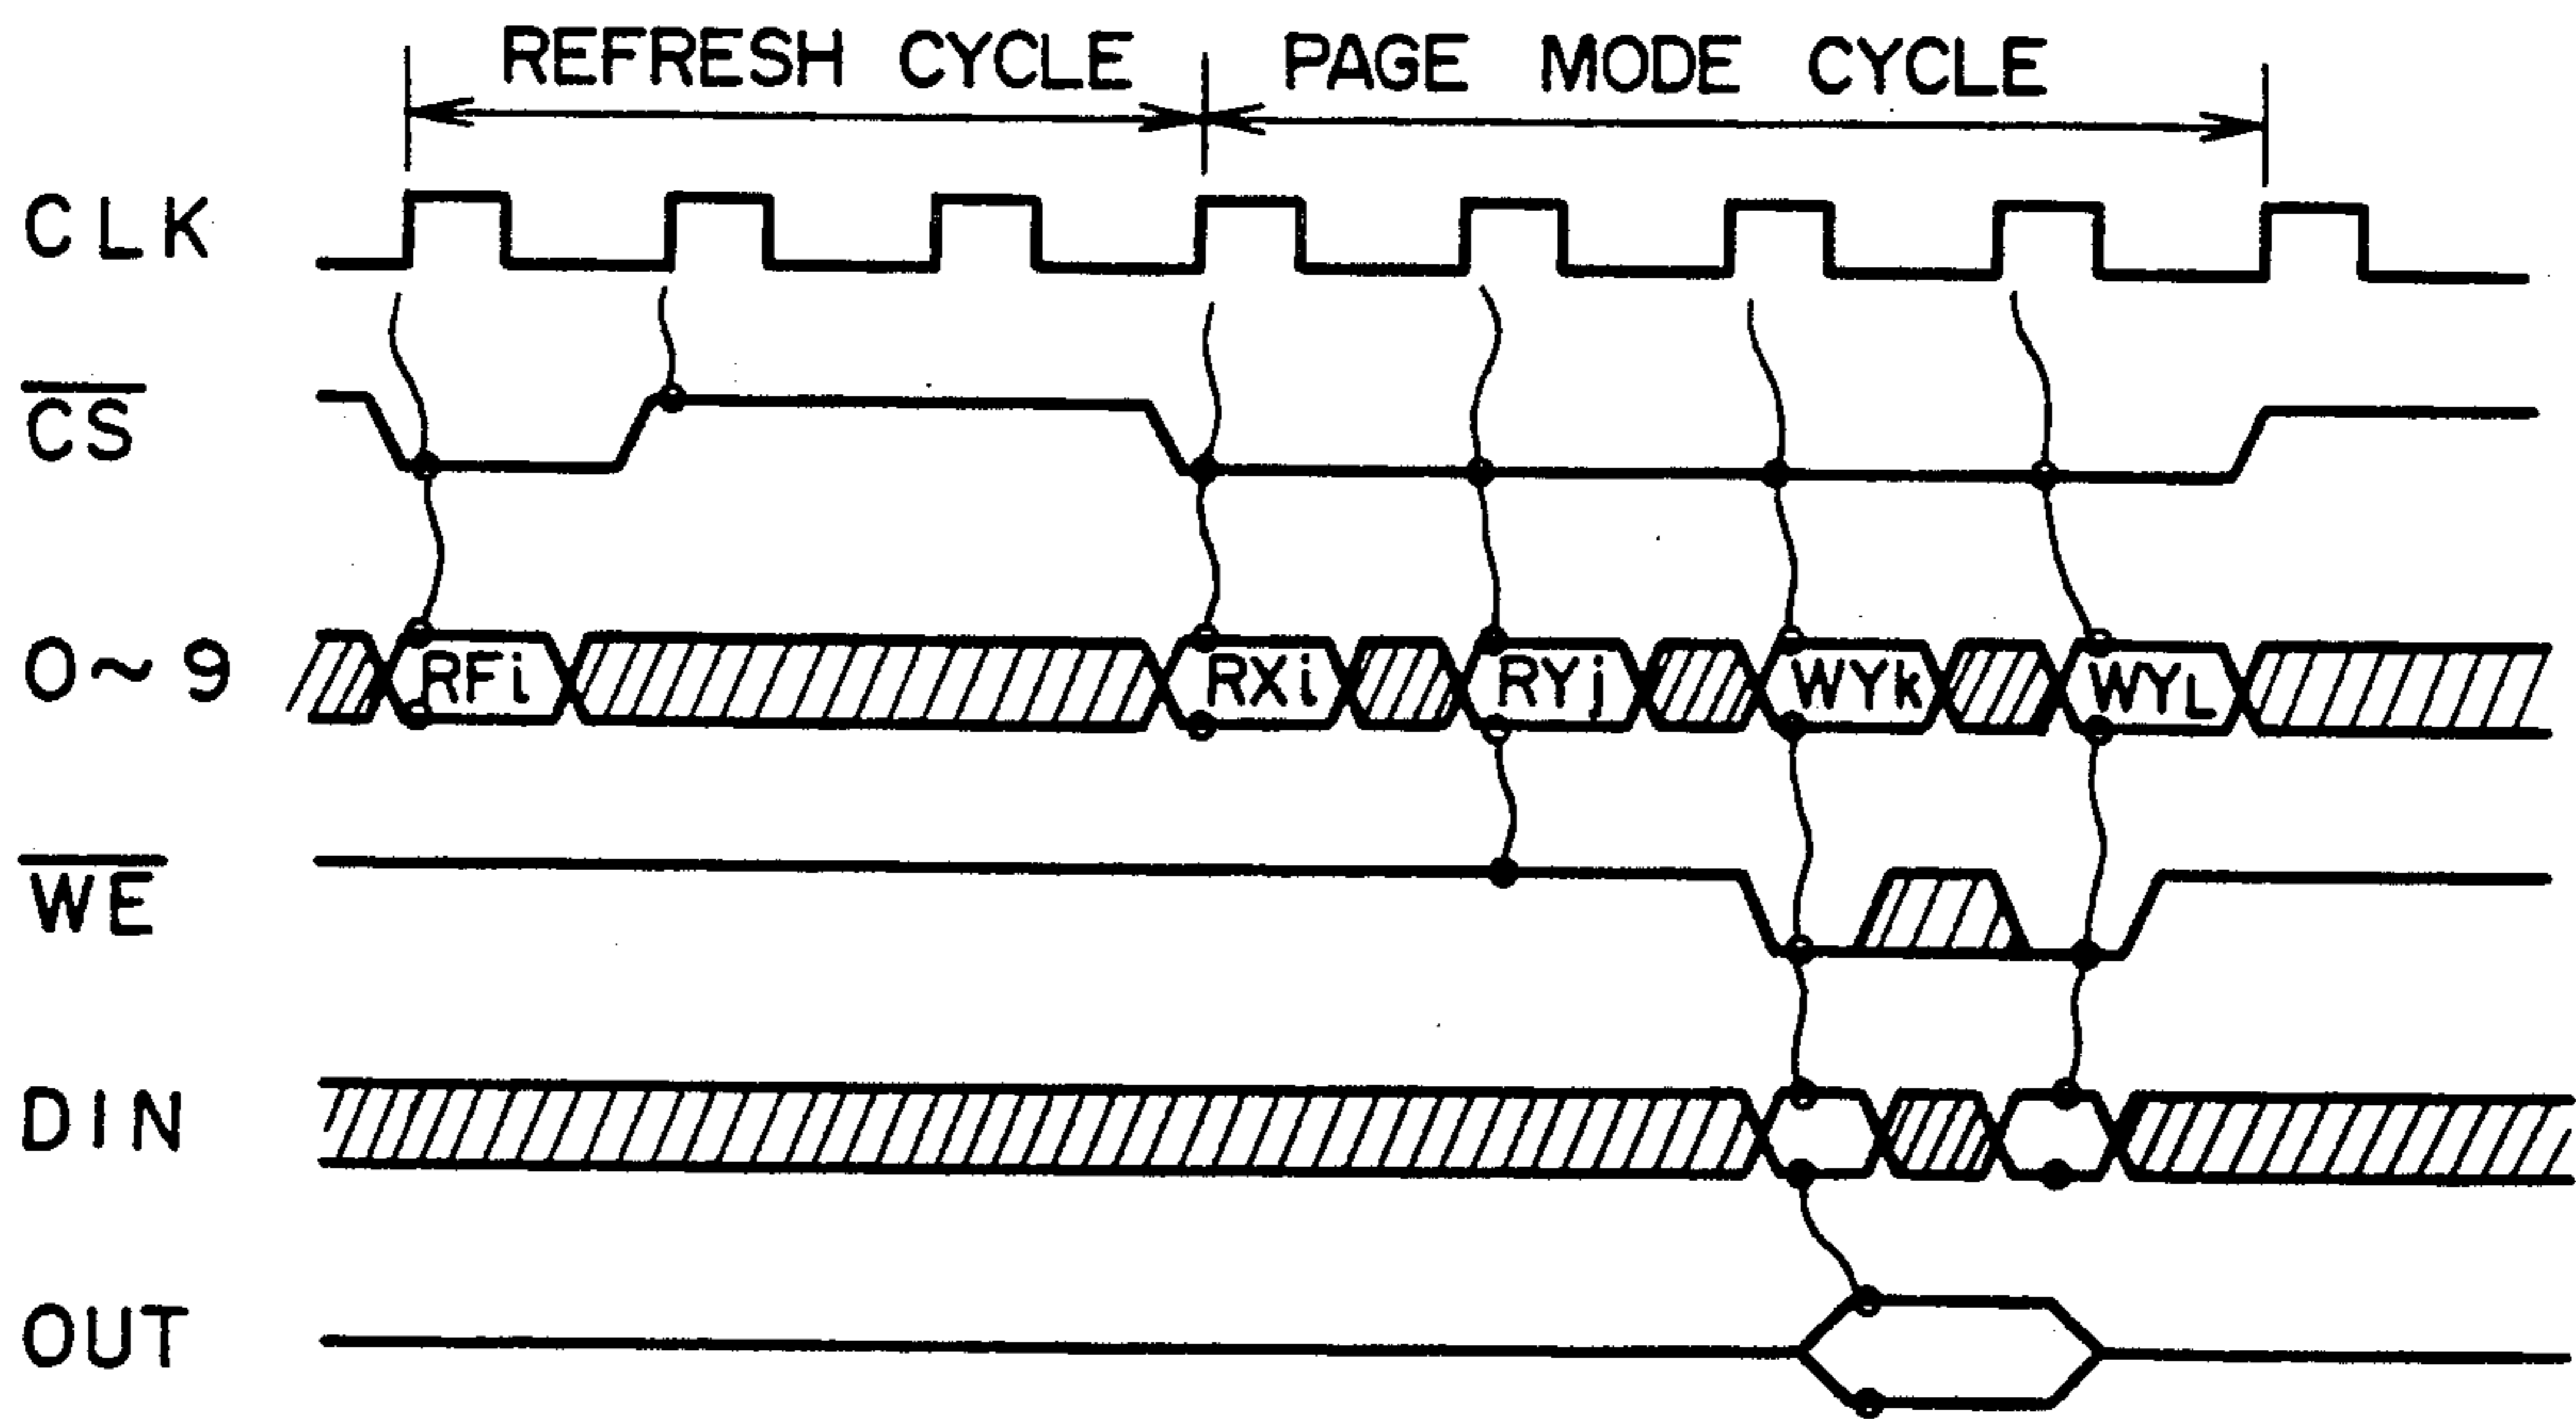 REFRESH CYCLE PAGE MODE CYCLE
CLK
CS
0~9 RFi RXi RYj WYk WYL
WE
DIN
OUT